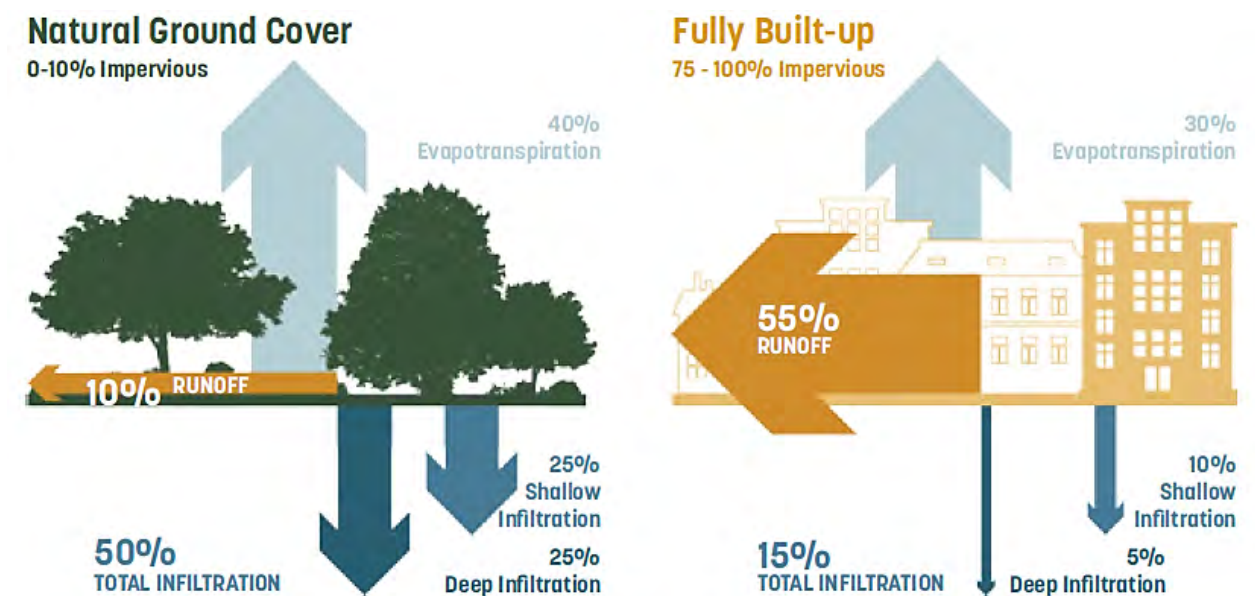 Natural Ground Cover
0-10% Impervious
40%
Evapotranspiration
10% RUNOFF
25%
Shallow
Infiltration
50%
TOTAL INFILTRATION
25%
Deep Infiltration
Fully Built-up
75 - 100% Impervious
30%
Evapotranspiration
55%
RUNOFF
10%
Shallow
Infiltration
15%
TOTAL INFILTRATION
5%
Deep Infiltration